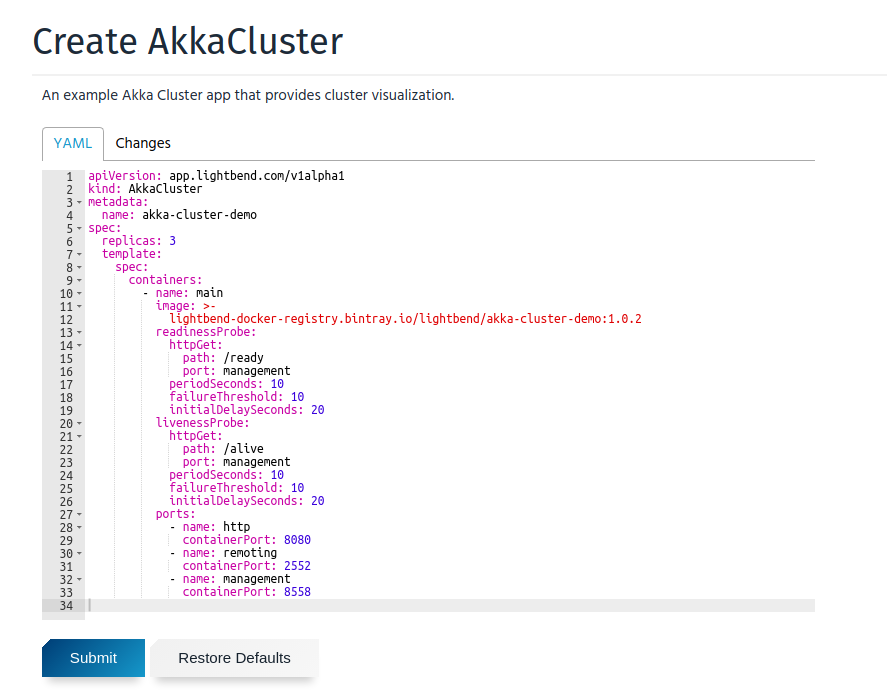 Create AkkaCluster
An example Akka Cluster app that provides cluster visualization.
YAML Changes
1 apiVersion: app.lightbend.com/v1alpha1
2 kind: AkkaCluster
3 metadata:
4   name: akka-cluster-demo
5 spec:
6   replicas: 3
7   template:
8     spec:
9       containers:
10         - name: main
11           image: >-
12             lightbend-docker-registry.bintray.io/lightbend/akka-cluster-demo:1.0.2
13           readinessProbe:
14             httpGet:
15               path: /ready
16               port: management
17             periodSeconds: 10
18             failureThreshold: 10
19             initialDelaySeconds: 20
20           livenessProbe:
21             httpGet:
22               path: /alive
23               port: management
24             periodSeconds: 10
25             failureThreshold: 10
26             initialDelaySeconds: 20
27           ports:
28             - name: http
29               containerPort: 8080
30             - name: remoting
31               containerPort: 2552
32             - name: management
33               containerPort: 8558
34
Submit Restore Defaults